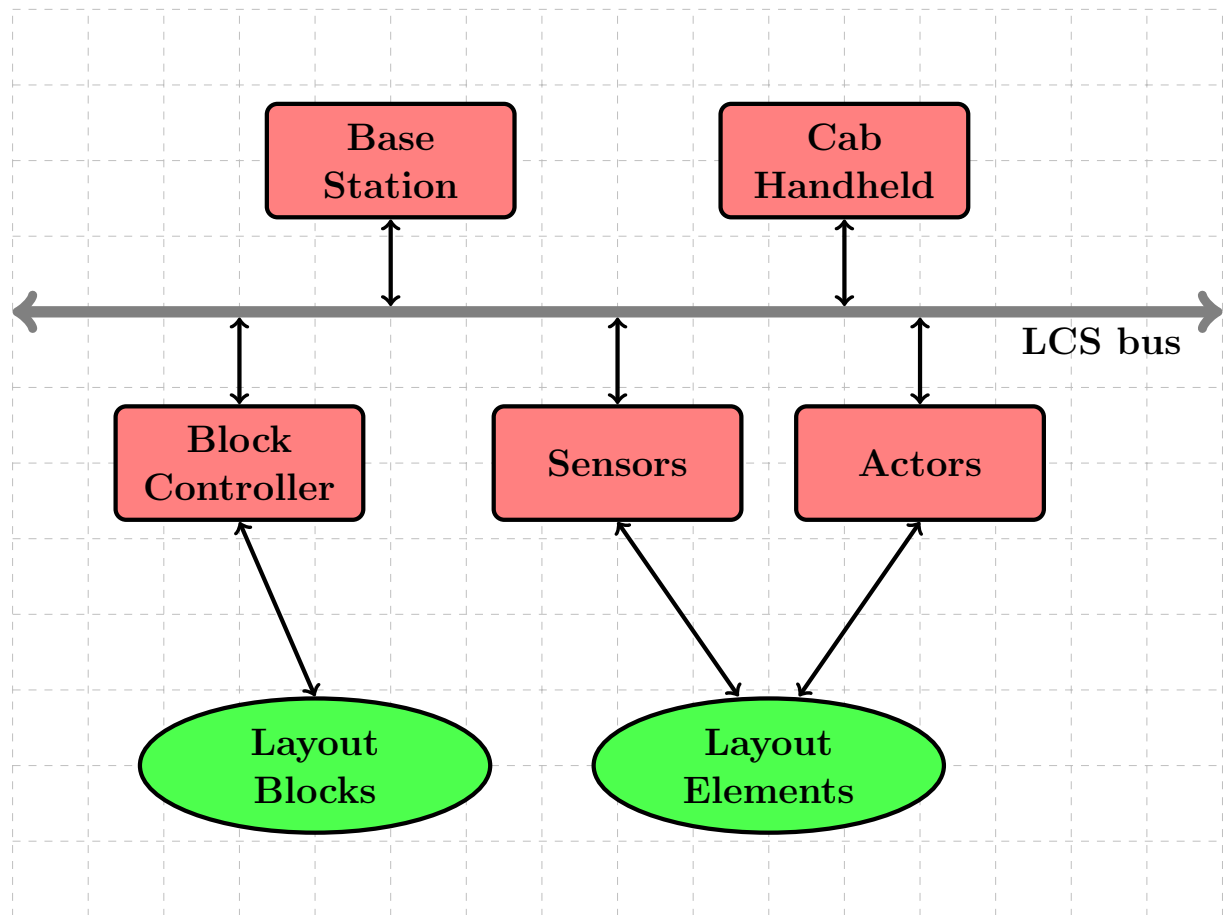 Base
Station
Cab
Handheld
LCS bus
Block
Controller
Sensors
Actors
Layout
Blocks
Layout
Elements